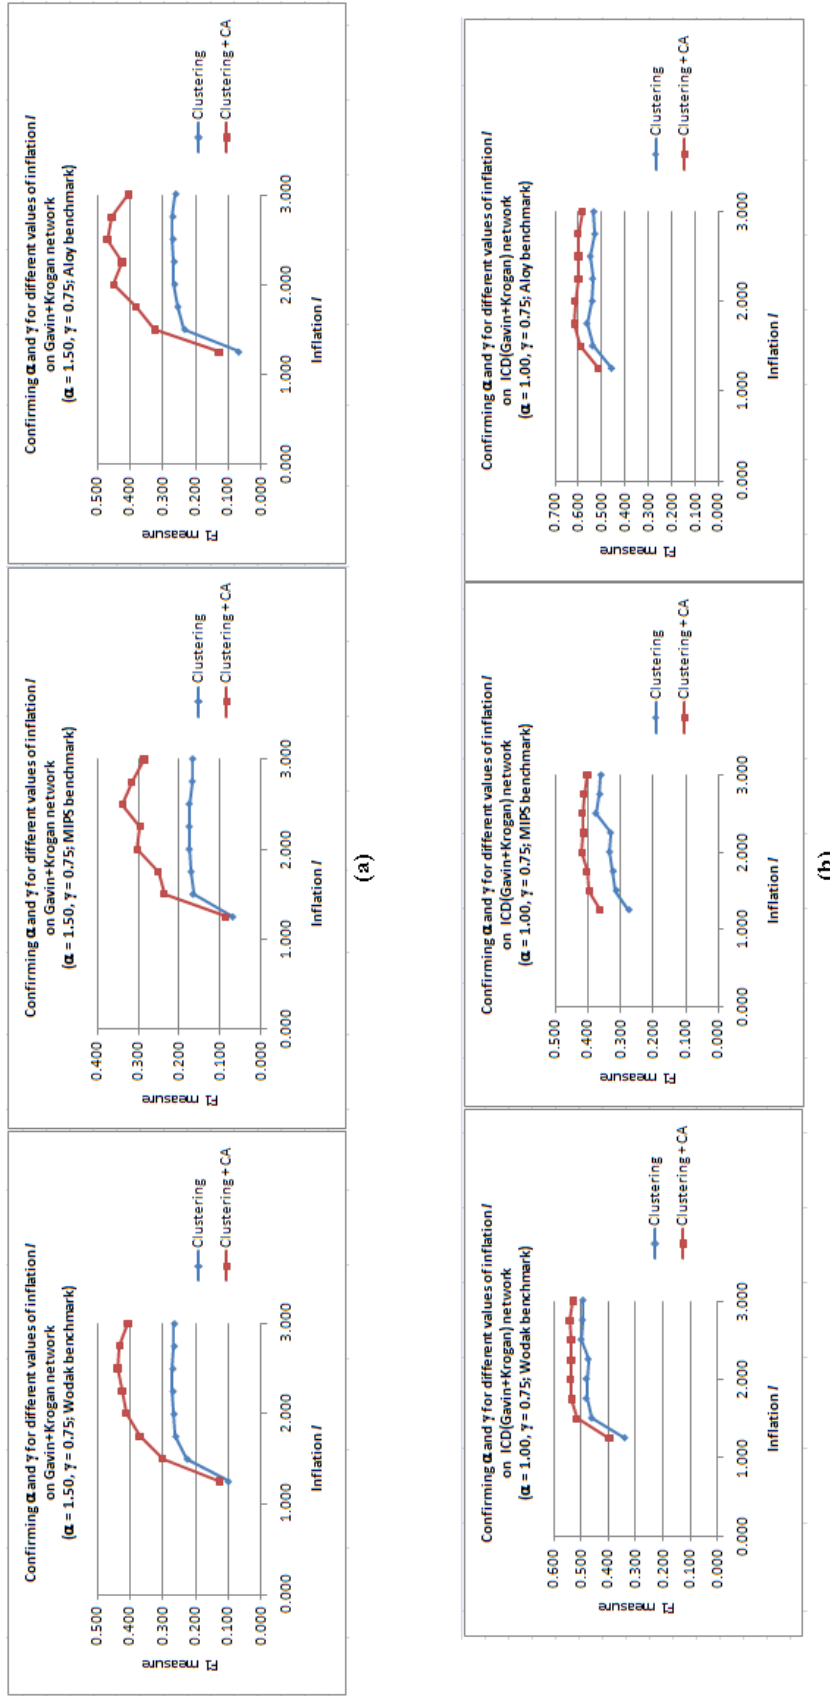 Confirming α and γ for different values of inflation I
on Gavin+Krogan network
(α = 1.50, γ = 0.75; Wodak benchmark)
0.500
0.400
0.300
0.200
0.100
0.000
F1 measure
0.000
1.000
2.000
3.000
Inflation I
Clustering
Clustering + CA
Confirming α and γ for different values of inflation I
on Gavin+Krogan network
(α = 1.50, γ = 0.75; MIPS benchmark)
0.400
0.300
0.200
0.100
0.000
F1 measure
0.000
1.000
2.000
3.000
Inflation I
Clustering
Clustering + CA
Confirming α and γ for different values of inflation I
on Gavin+Krogan network
(α = 1.50, γ = 0.75; Aloy benchmark)
0.500
0.400
0.300
0.200
0.100
0.000
F1 measure
0.000
1.000
2.000
3.000
Inflation I
Clustering
Clustering + CA
(a)
Confirming α and γ for different values of inflation I
on ICD(Gavin+Krogan) network
(α = 1.00, γ = 0.75; Wodak benchmark)
0.600
0.500
0.400
0.300
0.200
0.100
0.000
F1 measure
0.000
1.000
2.000
3.000
Inflation I
Clustering
Clustering + CA
Confirming α and γ for different values of inflation I
on ICD(Gavin+Krogan) network
(α = 1.00, γ = 0.75; MIPS benchmark)
0.500
0.400
0.300
0.200
0.100
0.000
F1 measure
0.000
1.000
2.000
3.000
Inflation I
Clustering
Clustering + CA
Confirming α and γ for different values of inflation I
on ICD(Gavin+Krogan) network
(α = 1.00, γ = 0.75; Aloy benchmark)
0.700
0.600
0.500
0.400
0.300
0.200
0.100
0.000
F1 measure
0.000
1.000
2.000
3.000
Inflation I
Clustering
Clustering + CA
(b)